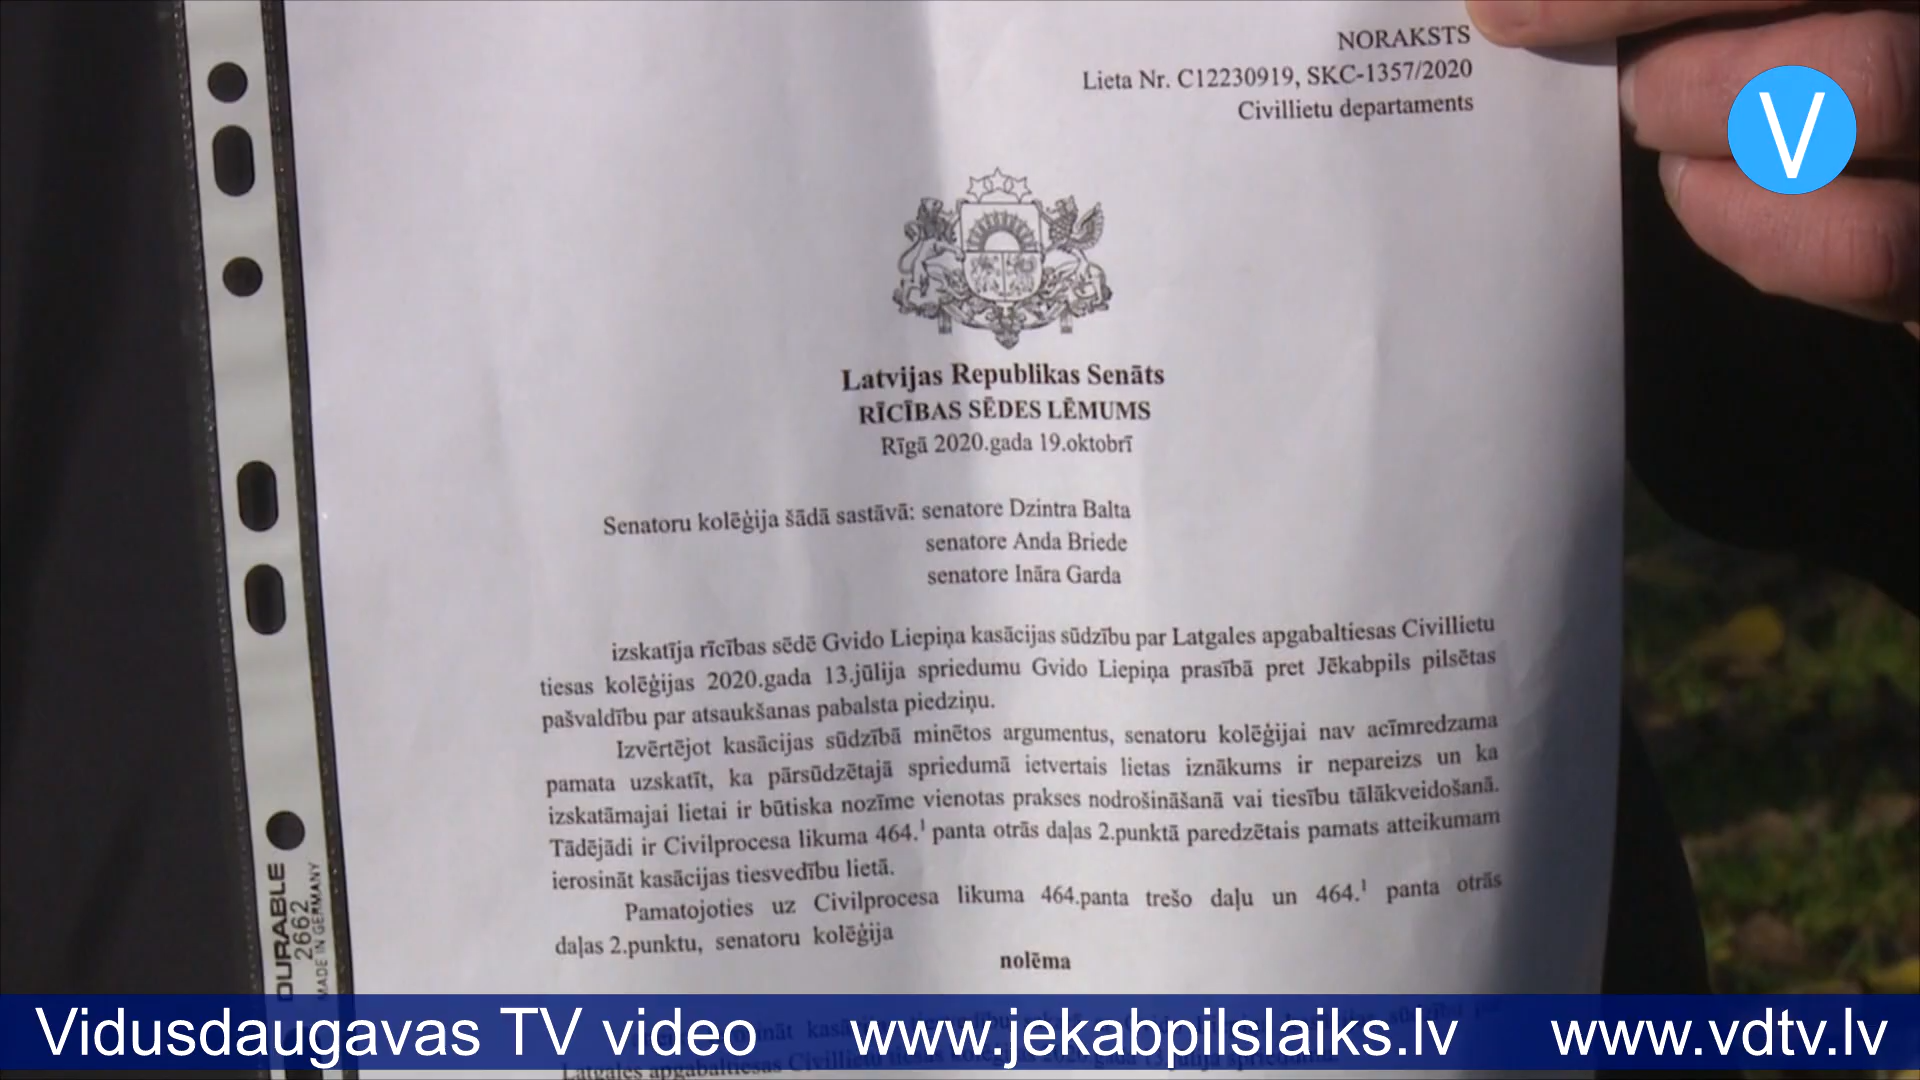 NORAKSTS
Lieta Nr. C12230919, SKC-1357/2020
Civillietu departaments
V
Latvijas Republikas Senāts
RĪCĪBAS SĒDES LĒMUMS
Rīgā 2020.gada 19.oktobrī
Senatoru kolēģija šādā sastāvā: senatore Dzintra Balta
senatore Anda Briede
senatore Ināra Garda
izskatīja rīcības sēdē Gvido Liepiņa kasācijas sūdzību par Latgales apgabaltiesas Civillietu
tiesas kolēģijas 2020.gada 13.jūlija spriedumu Gvido Liepiņa prasībā pret Jēkabpils pilsētas
pašvaldību par atsaukšanas pabalsta piedziņu.
Izvērtējot kasācijas sūdzībā minētos argumentus, senatoru kolēģijai nav acīmredzama
pamata uzskatīt, ka pārsūdzētajā spriedumā ietvertais lietas iznākums ir nepareizs un ka
izskatāmajai lietai ir būtiska nozīme vienotas prakses nodrošināšanā vai tiesību tālākveidošanā.
Tādējādi ir Civilprocesa likuma 464.¹ panta otrās daļas 2.punktā paredzētais pamats atteikumam
ierosināt kasācijas tiesvedību lietā.
Pamatojoties uz Civilprocesa likuma 464.panta trešo daļu un 464.¹ panta otrās
daļas 2.punktu, senatoru kolēģija
nolēma
DURABLE
2662
MADE IN GERMANY
Vidusdaugavas TV video www.jekabpilslaiks.lv www.vdtv.lv
Latgales apgabaltiesas Civillietu